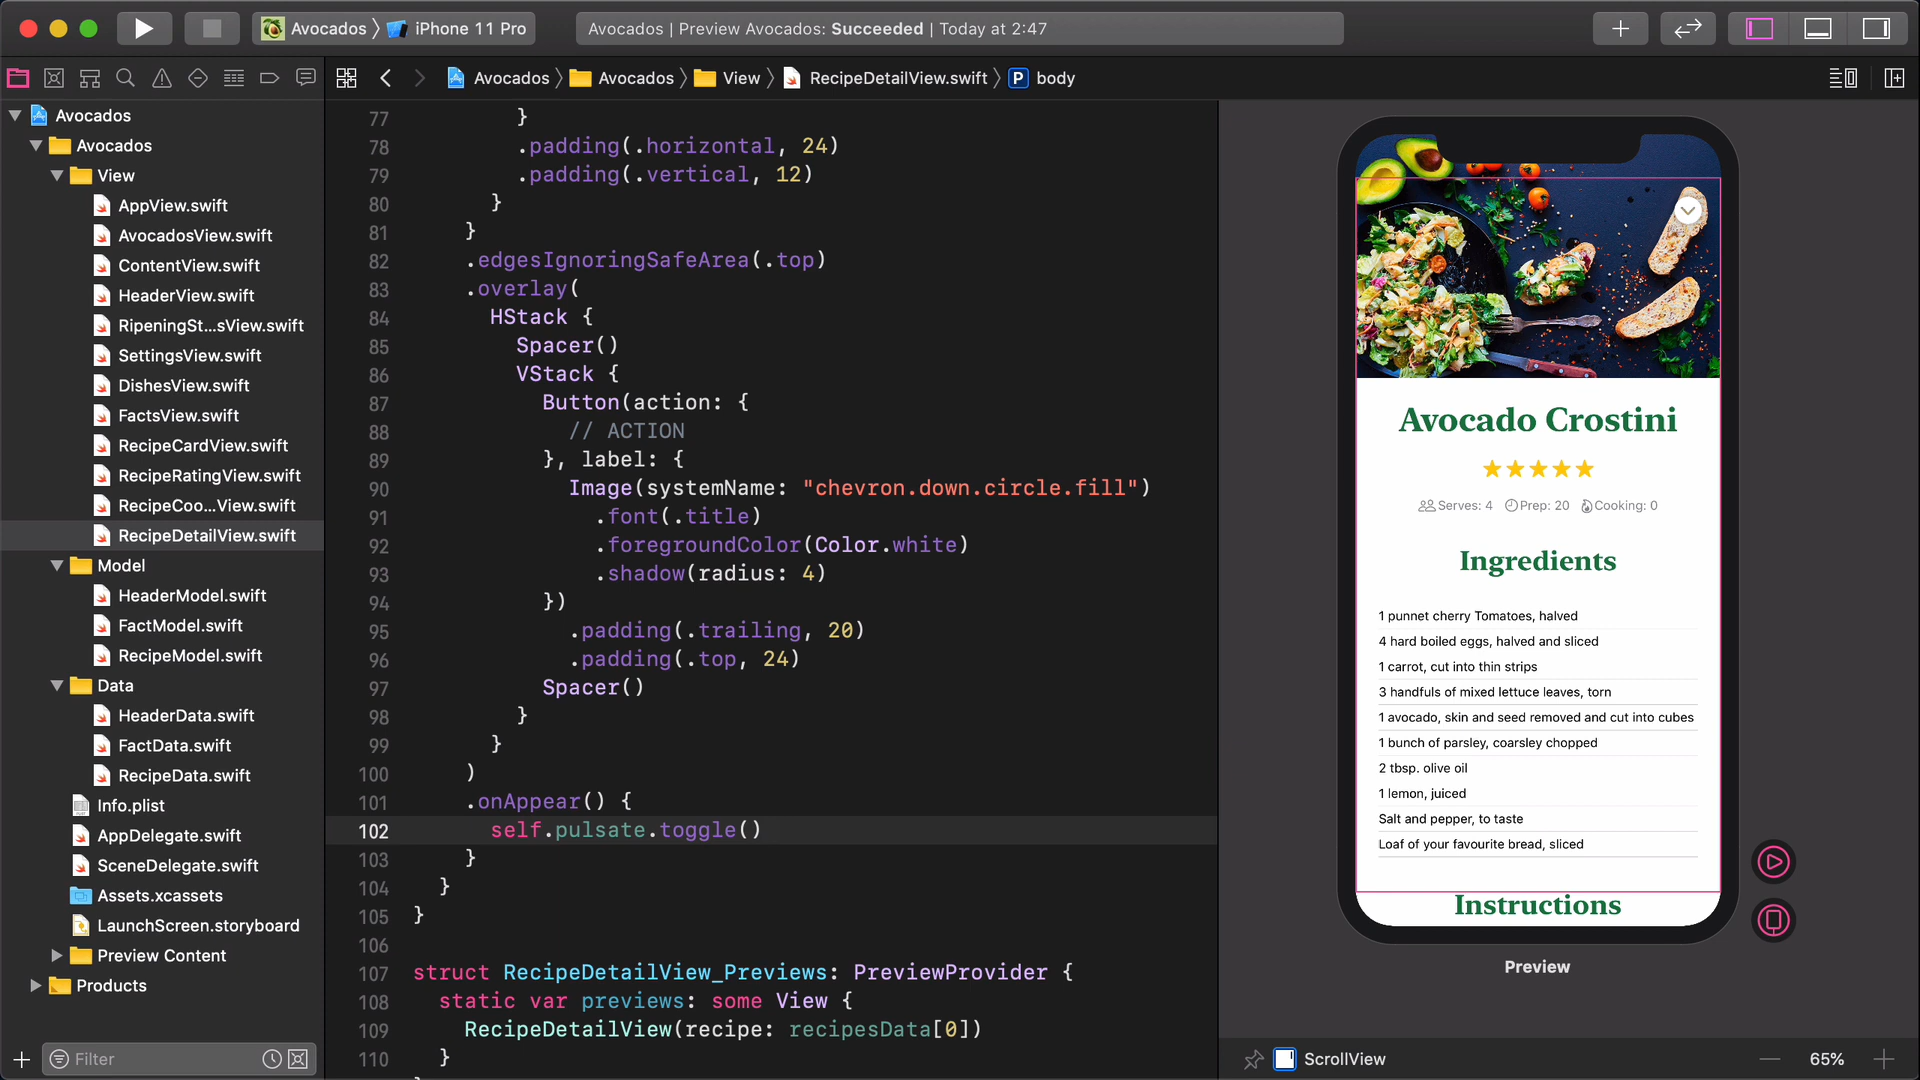 Avocados
iPhone 11 Pro
Avocados | Preview Avocados: Succeeded | Today at 2:47
Avocados
Avocados
View
RecipeDetailView.swift
P
body
Avocados
Avocados
View
AppView.swift
AvocadosView.swift
ContentView.swift
HeaderView.swift
RipeningSt...sView.swift
SettingsView.swift
DishesView.swift
FactsView.swift
RecipeCardView.swift
RecipeRatingView.swift
RecipeCoo...View.swift
RecipeDetailView.swift
Model
HeaderModel.swift
FactModel.swift
RecipeModel.swift
Data
HeaderData.swift
FactData.swift
RecipeData.swift
Info.plist
AppDelegate.swift
SceneDelegate.swift
Assets.xcassets
LaunchScreen.storyboard
Preview Content
Products
Filter
77 }
78 .padding(.horizontal, 24)
79 .padding(.vertical, 12)
80 }
81 }
82 .edgesIgnoringSafeArea(.top)
83 .overlay(
84 HStack {
85 Spacer()
86 VStack {
87 Button(action: {
88 // ACTION
89 }, label: {
90 Image(systemName: "chevron.down.circle.fill")
91 .font(.title)
92 .foregroundColor(Color.white)
93 .shadow(radius: 4)
94 })
95 .padding(.trailing, 20)
96 .padding(.top, 24)
97 Spacer()
98 }
99 }
100 )
101 .onAppear() {
102 self.pulsate.toggle()
103 }
104 }
105 }
106
107 struct RecipeDetailView_Previews: PreviewProvider {
108 static var previews: some View {
109 RecipeDetailView(recipe: recipesData[0])
110 }
Avocado Crostini
Serves: 4 Prep: 20 Cooking: 0
Ingredients
1 punnet cherry Tomatoes, halved
4 hard boiled eggs, halved and sliced
1 carrot, cut into thin strips
3 handfuls of mixed lettuce leaves, torn
1 avocado, skin and seed removed and cut into cubes
1 bunch of parsley, coarsley chopped
2 tbsp. olive oil
1 lemon, juiced
Salt and pepper, to taste
Loaf of your favourite bread, sliced
Instructions
Preview
ScrollView
65%